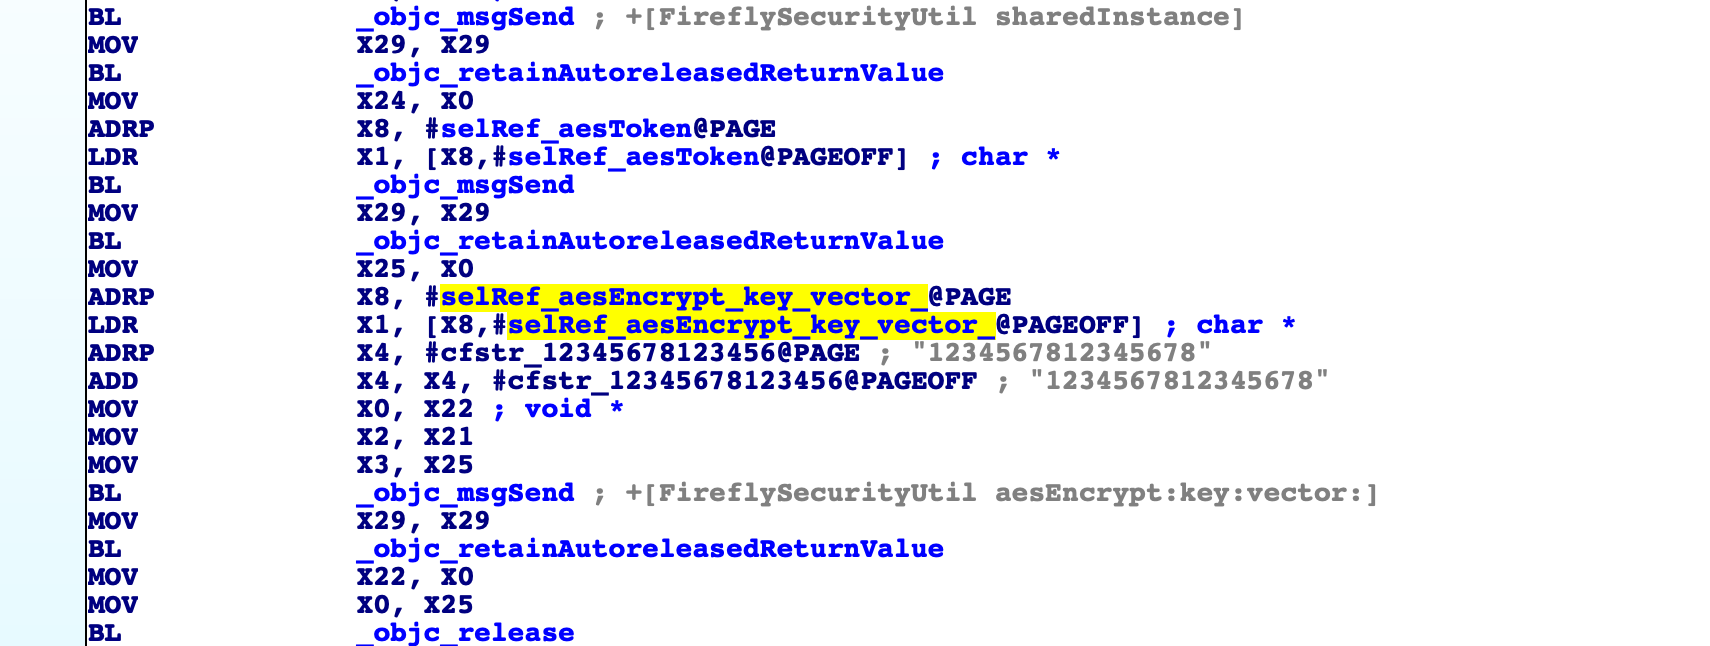 BL _objc_msgSend ; +[FireflySecurityUtil sharedInstance]
MOV X29, X29
BL _objc_retainAutoreleasedReturnValue
MOV X24, X0
ADRP X8, #selRef_aesToken@PAGE
LDR X1, [X8,#selRef_aesToken@PAGEOFF] ; char *
BL _objc_msgSend
MOV X29, X29
BL _objc_retainAutoreleasedReturnValue
MOV X25, X0
ADRP X8, #selRef_aesEncrypt_key_vector_@PAGE
LDR X1, [X8,#selRef_aesEncrypt_key_vector_@PAGEOFF] ; char *
ADRP X4, #cfstr_12345678123456@PAGE ; "1234567812345678"
ADD X4, X4, #cfstr_12345678123456@PAGEOFF ; "1234567812345678"
MOV X0, X22 ; void *
MOV X2, X21
MOV X3, X25
BL _objc_msgSend ; +[FireflySecurityUtil aesEncrypt:key:vector:]
MOV X29, X29
BL _objc_retainAutoreleasedReturnValue
MOV X22, X0
MOV X0, X25
BL _objc_release